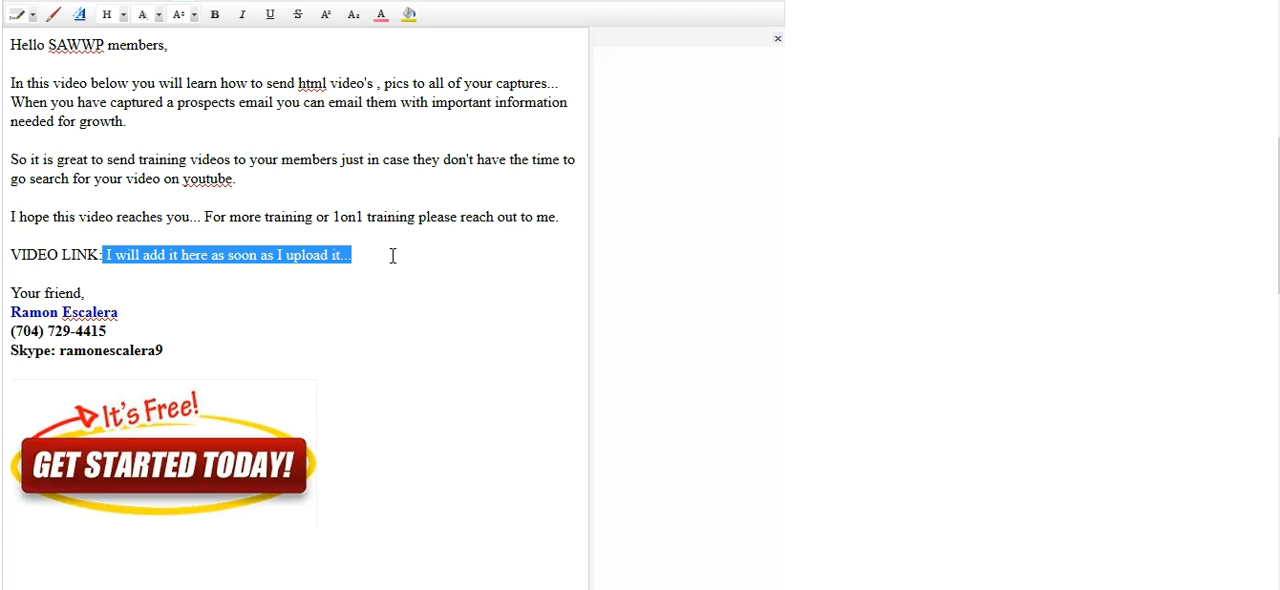 H A A B I U S A² A₂ A
Hello SAWWP members,
In this video below you will learn how to send html video's , pics to all of your captures...
When you have captured a prospects email you can email them with important information
needed for growth.
So it is great to send training videos to your members just in case they don't have the time to
go search for your video on youtube.
I hope this video reaches you... For more training or 1on1 training please reach out to me.
VIDEO LINK: I will add it here as soon as I upload it...
Your friend,
Ramon Escalera
(704) 729-4415
Skype: ramonescalera9
It's Free!
GET STARTED TODAY!